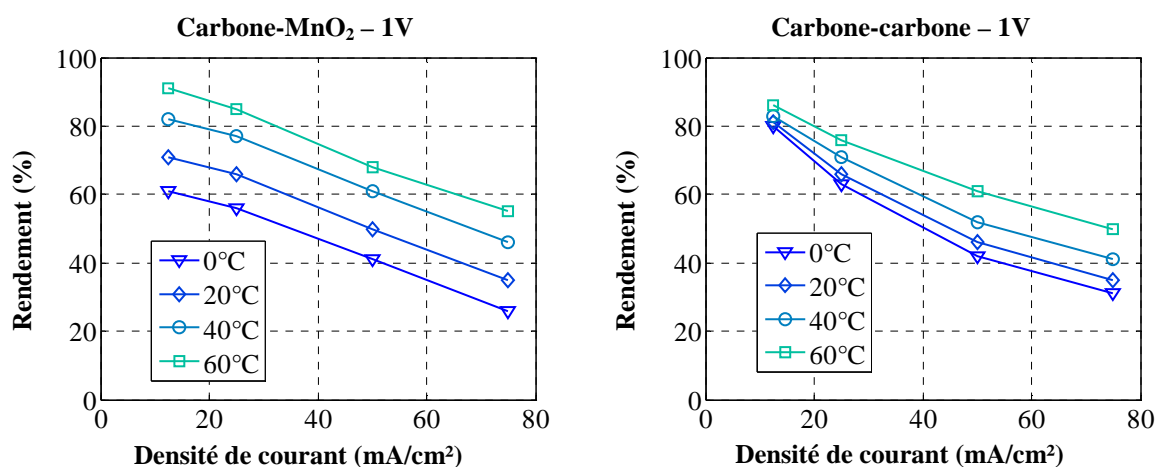 Carbone-MnO₂ – 1V
100
80
60
40
20
0
0 20 40 60 80
Rendement (%)
Densité de courant (mA/cm²)
0°C
20°C
40°C
60°C
Carbone-carbone – 1V
100
80
60
40
20
0
0 20 40 60 80
Rendement (%)
Densité de courant (mA/cm²)
0°C
20°C
40°C
60°C